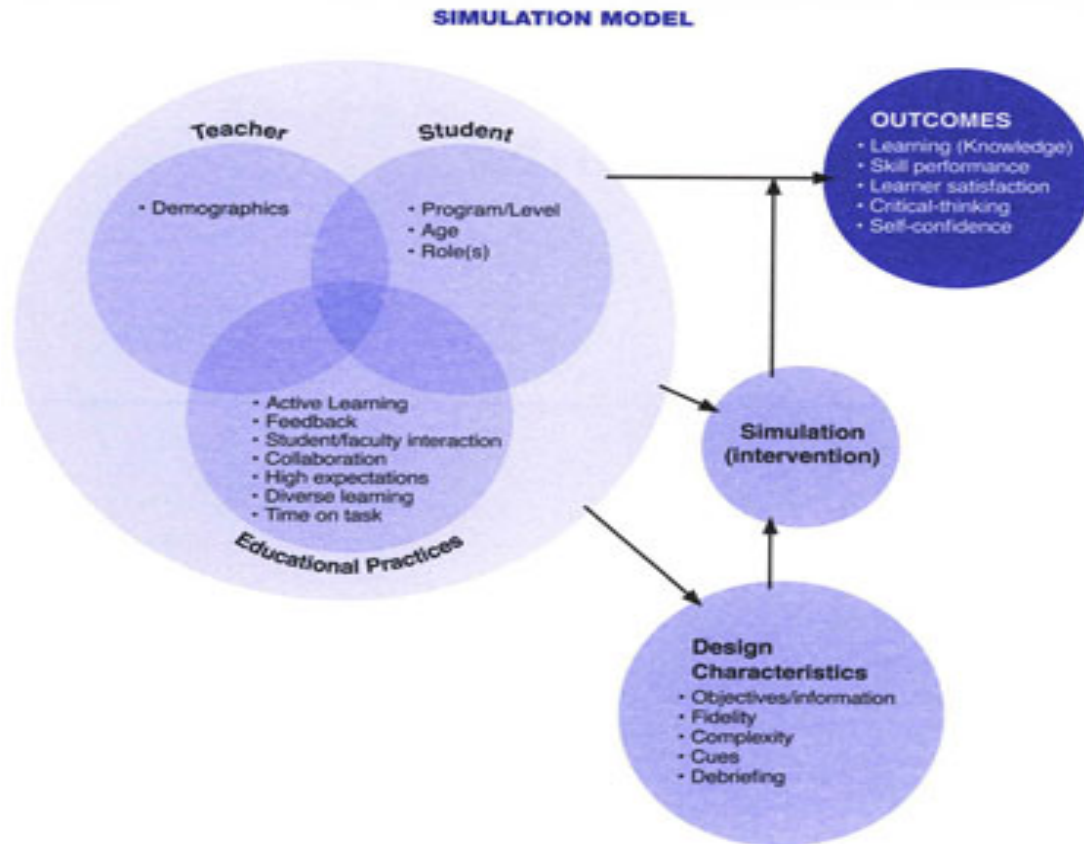 SIMULATION MODEL
Teacher
• Demographics
Student
• Program/Level
• Age
• Role(s)
• Active Learning
• Feedback
• Student/faculty interaction
• Collaboration
• High expectations
• Diverse learning
• Time on task
Educational Practices
OUTCOMES
• Learning (Knowledge)
• Skill performance
• Learner satisfaction
• Critical-thinking
• Self-confidence
Simulation
(intervention)
Design
Characteristics
• Objectives/information
• Fidelity
• Complexity
• Cues
• Debriefing